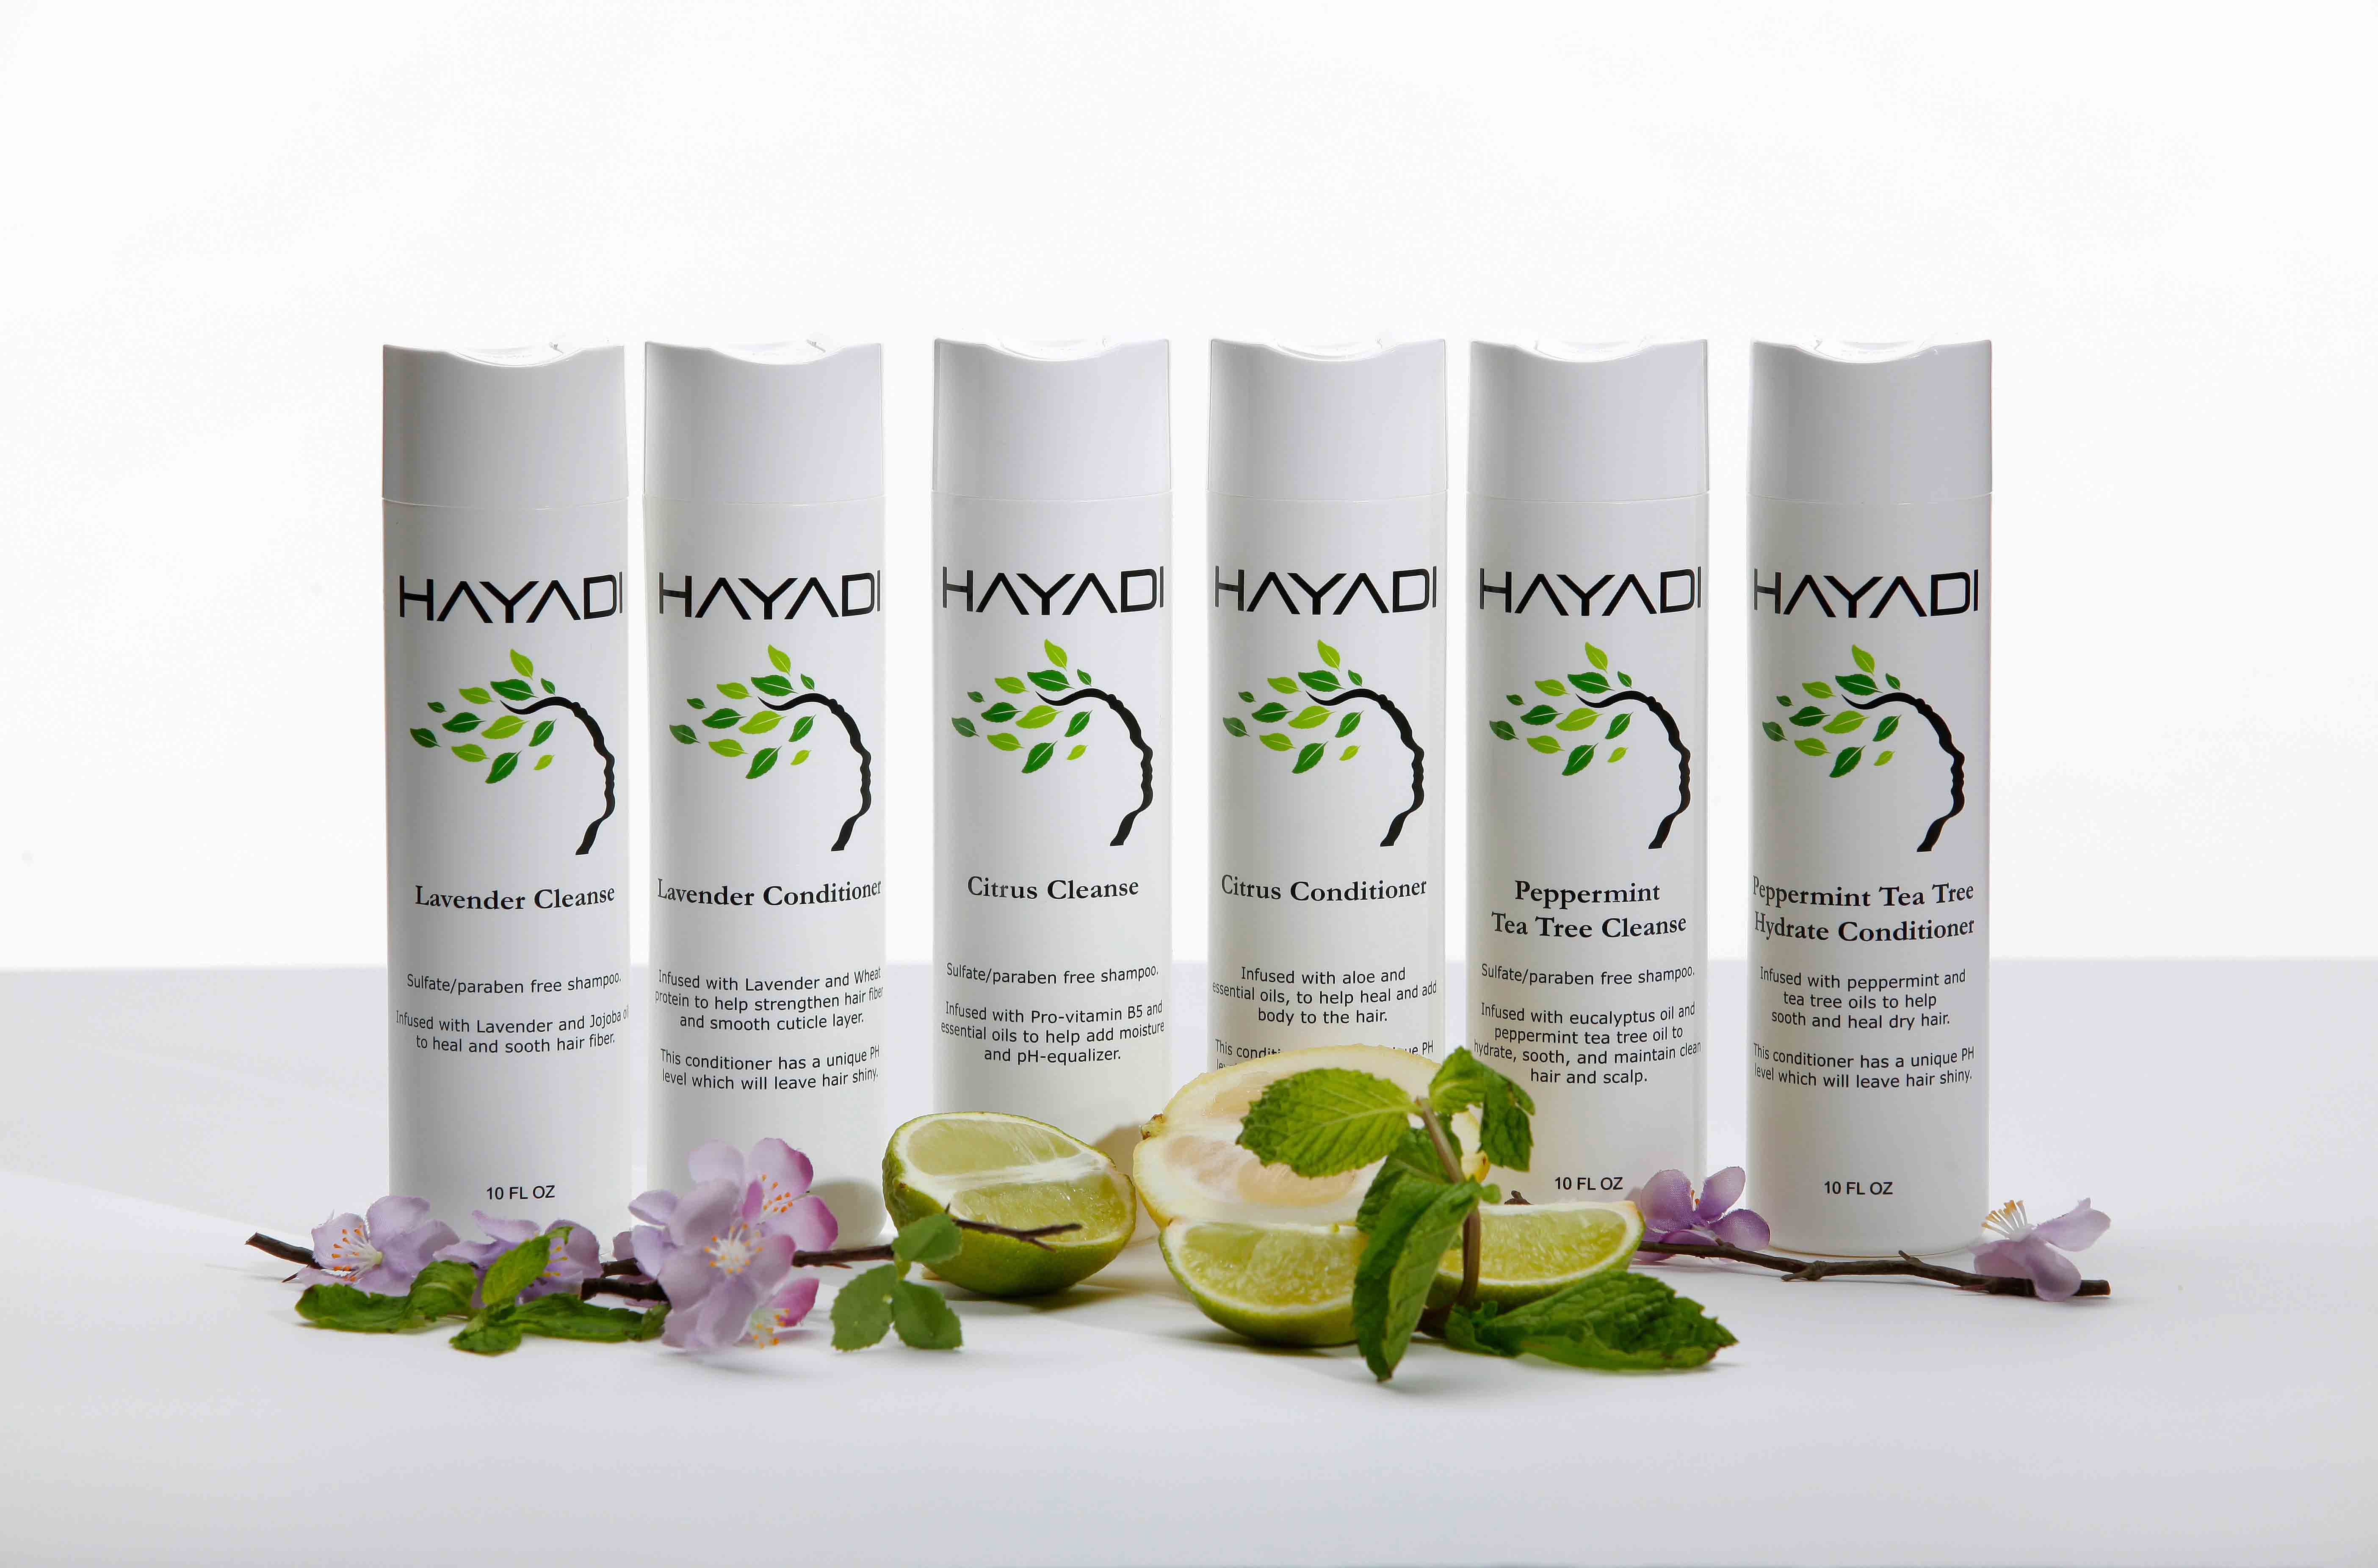 HAYADI
Lavender Cleanse
Sulfate/paraben free shampoo.
Infused with Lavender and Jojoba oil
to heal and sooth hair fiber.
10 FL OZ
HAYADI
Lavender Conditioner
Infused with Lavender and Wheat
protein to help strengthen hair fiber
and smooth cuticle layer.
This conditioner has a unique PH
level which will leave hair shiny.
HAYADI
Citrus Cleanse
Sulfate/paraben free shampoo.
Infused with Pro-vitamin B5 and
essential oils to help add moisture
and pH-equalizer.
HAYADI
Citrus Conditioner
Infused with aloe and
essential oils, to help heal and add
body to the hair.
This PH
HAYADI
Peppermint
Tea Tree Cleanse
Sulfate/paraben free shampoo.
Infused with eucalyptus oil and
peppermint tea tree oil to
hydrate, sooth, and maintain clean
hair and scalp.
10 FL OZ
HAYADI
Peppermint Tea Tree
Hydrate Conditioner
Infused with peppermint and
tea tree oils to help
sooth and heal dry hair.
This conditioner has a unique PH
level which will leave hair shiny.
10 FL OZ